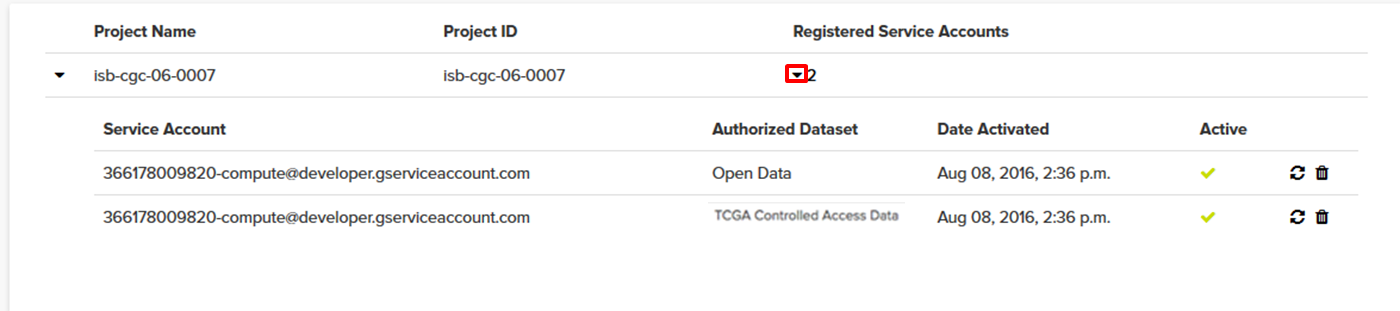 Project Name Project ID Registered Service Accounts
isb-cgc-06-0007 isb-cgc-06-0007 2
Service Account Authorized Dataset Date Activated Active
366178009820-compute@developer.gserviceaccount.com Open Data Aug 08, 2016, 2:36 p.m.
366178009820-compute@developer.gserviceaccount.com TCGA Controlled Access Data Aug 08, 2016, 2:36 p.m.